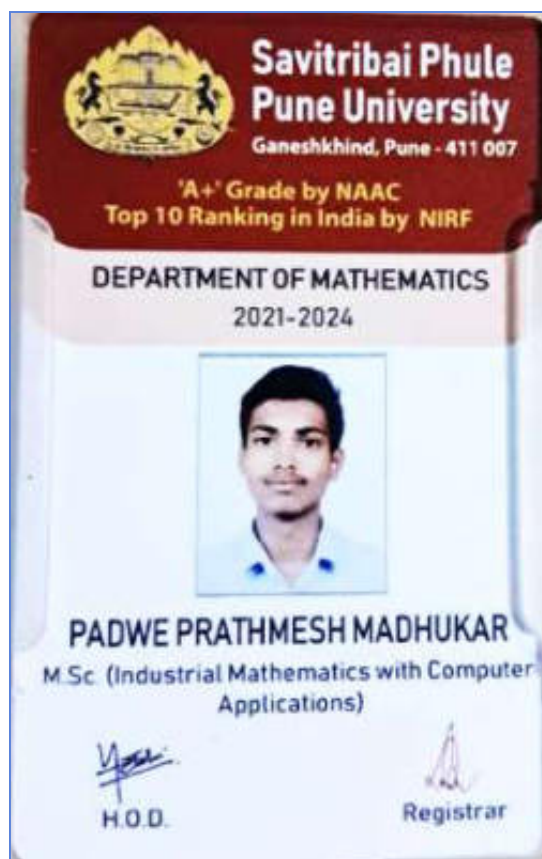 Savitribai Phule
Pune University
Ganeshkhind, Pune - 411 007
'A+' Grade by NAAC
Top 10 Ranking in India by NIRF
DEPARTMENT OF MATHEMATICS
2021-2024
PADWE PRATHMESH MADHUKAR
M.Sc (Industrial Mathematics with Computer
Applications)
H.O.D.
Registrar